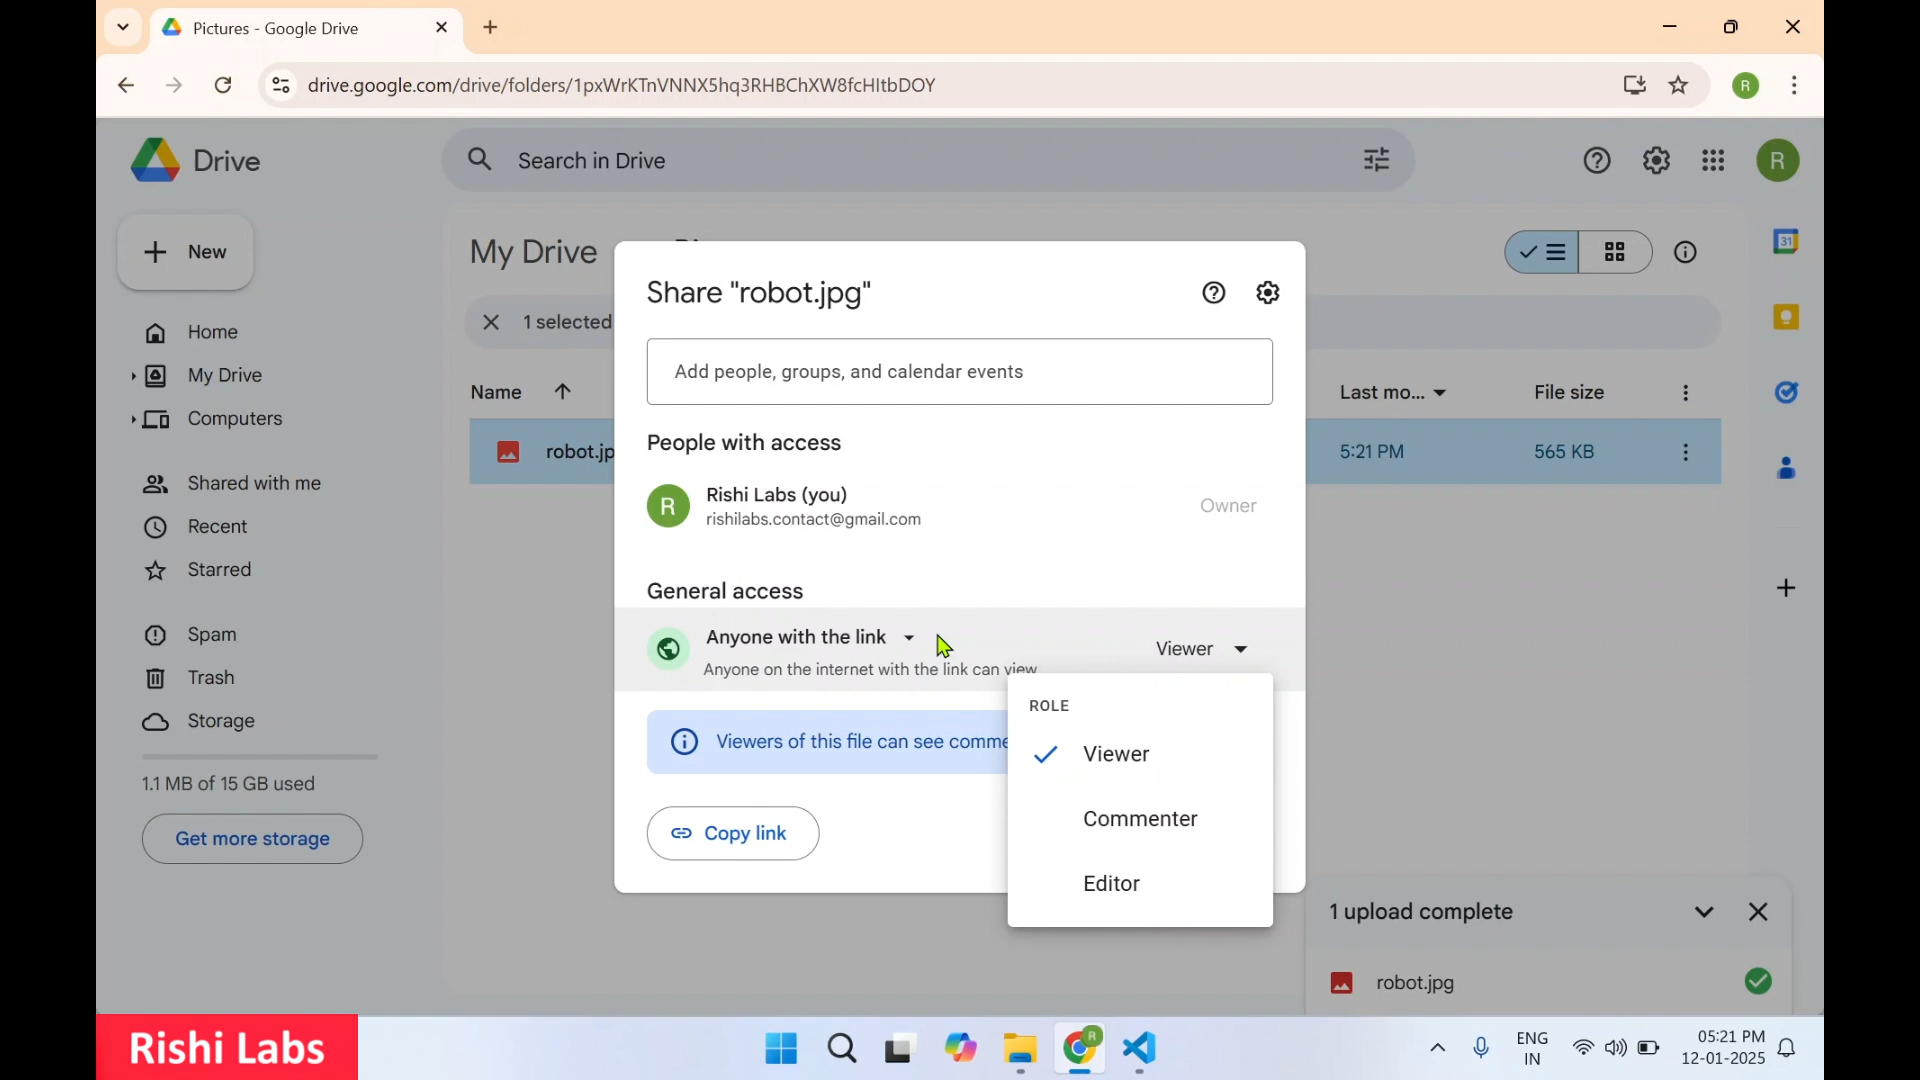 Pictures - Google Drive
drive.google.com/drive/folders/1pxWrKTnVNNX5hq3RHBChXW8fcHItbDOY
R
Drive
Search in Drive
R
New
My Drive
31
Home
My Drive
Computers
Shared with me
Recent
Starred
Spam
Trash
Storage
1.1 MB of 15 GB used
Get more storage
1 selected
Name
Last mo...
File size
robot.jp
5:21 PM
565 KB
Share "robot.jpg"
Add people, groups, and calendar events
People with access
R
Rishi Labs (you)
rishilabs.contact@gmail.com
Owner
General access
Anyone with the link
Anyone on the internet with the link can view
Viewer
Viewers of this file can see comme
Copy link
ROLE
Viewer
Commenter
Editor
1 upload complete
robot.jpg
Rishi Labs
R
ENG
IN
05:21 PM
12-01-2025